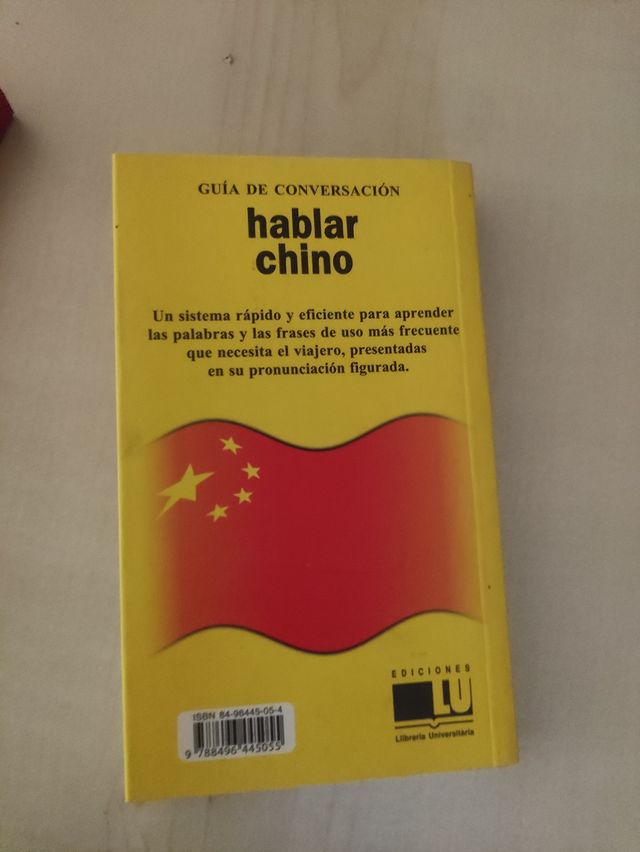 GUÍA DE CONVERSACIÓN
hablar
chino
Un sistema rápido y eficiente para aprender
las palabras y las frases de uso más frecuente
que necesita el viajero, presentadas
en su pronunciación figurada.
EDICIONES
LU
Llibreria Universitària
ISBN 84-96445-05-4
9 788496 445055